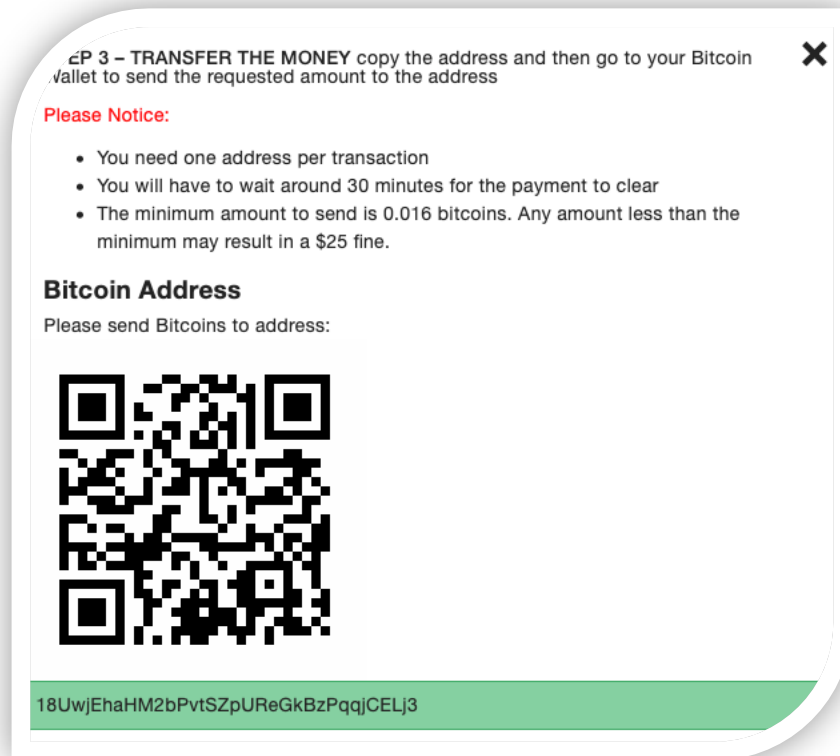 EP 3 – TRANSFER THE MONEY copy the address and then go to your Bitcoin
Wallet to send the requested amount to the address
Please Notice:
• You need one address per transaction
• You will have to wait around 30 minutes for the payment to clear
• The minimum amount to send is 0.016 bitcoins. Any amount less than the
minimum may result in a $25 fine.
Bitcoin Address
Please send Bitcoins to address:
18UwjEhaHM2bPvtSZpUReGkBzPqqjCELj3